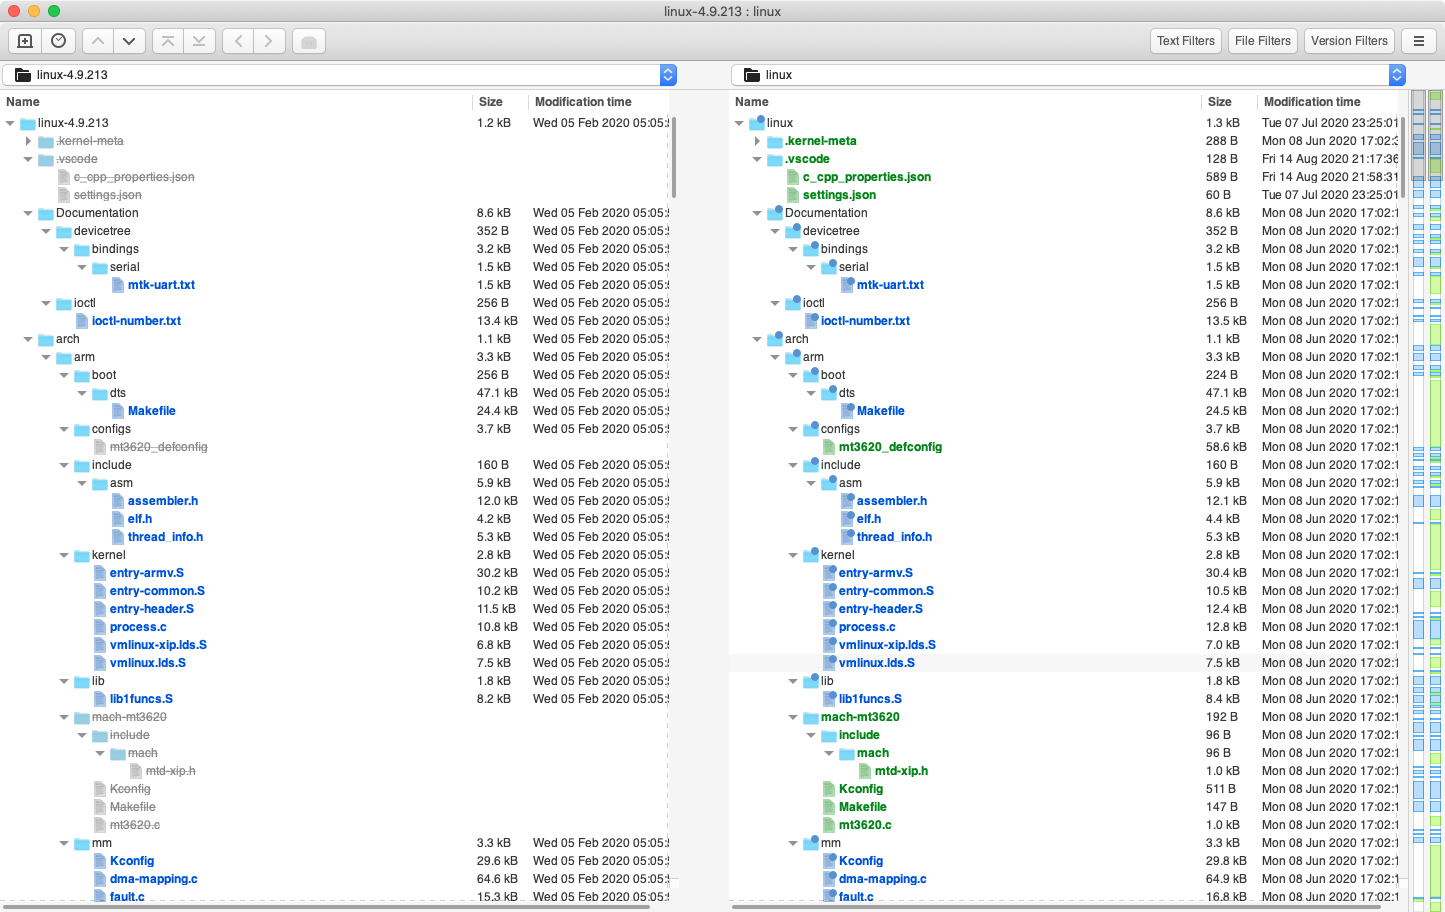 linux-4.9.213 : linux
Text Filters File Filters Version Filters
linux-4.9.213 linux
Name Size Modification time Name Size Modification time
linux-4.9.213 1.2 kB Wed 05 Feb 2020 05:05: linux 1.3 kB Tue 07 Jul 2020 23:25:01
.kernel-meta .kernel-meta 288 B Mon 08 Jun 2020 17:02:
.vscode .vscode 128 B Fri 14 Aug 2020 21:17:36
c_cpp_properties.json c_cpp_properties.json 589 B Fri 14 Aug 2020 21:58:31
settings.json settings.json 60 B Tue 07 Jul 2020 23:25:01
Documentation 8.6 kB Wed 05 Feb 2020 05:05: Documentation 8.6 kB Mon 08 Jun 2020 17:02:1
devicetree 352 B Wed 05 Feb 2020 05:05: devicetree 352 B Mon 08 Jun 2020 17:02:1
bindings 3.2 kB Wed 05 Feb 2020 05:05: bindings 3.2 kB Mon 08 Jun 2020 17:02:1
serial 1.5 kB Wed 05 Feb 2020 05:05: serial 1.5 kB Mon 08 Jun 2020 17:02:1
mtk-uart.txt 1.5 kB Wed 05 Feb 2020 05:05: mtk-uart.txt 1.5 kB Mon 08 Jun 2020 17:02:1
ioctl 256 B Wed 05 Feb 2020 05:05: ioctl 256 B Mon 08 Jun 2020 17:02:1
ioctl-number.txt 13.4 kB Wed 05 Feb 2020 05:05: ioctl-number.txt 13.5 kB Mon 08 Jun 2020 17:02:1
arch 1.1 kB Wed 05 Feb 2020 05:05: arch 1.1 kB Mon 08 Jun 2020 17:02:1
arm 3.3 kB Wed 05 Feb 2020 05:05: arm 3.3 kB Mon 08 Jun 2020 17:02:1
boot 256 B Wed 05 Feb 2020 05:05: boot 224 B Mon 08 Jun 2020 17:02:1
dts 47.1 kB Wed 05 Feb 2020 05:05: dts 47.1 kB Mon 08 Jun 2020 17:02:1
Makefile 24.4 kB Wed 05 Feb 2020 05:05: Makefile 24.5 kB Mon 08 Jun 2020 17:02:1
configs 3.7 kB Wed 05 Feb 2020 05:05: configs 3.7 kB Mon 08 Jun 2020 17:02:1
mt3620_defconfig mt3620_defconfig 58.6 kB Mon 08 Jun 2020 17:02:1
include 160 B Wed 05 Feb 2020 05:05: include 160 B Mon 08 Jun 2020 17:02:1
asm 5.9 kB Wed 05 Feb 2020 05:05: asm 5.9 kB Mon 08 Jun 2020 17:02:1
assembler.h 12.0 kB Wed 05 Feb 2020 05:05: assembler.h 12.1 kB Mon 08 Jun 2020 17:02:1
elf.h 4.2 kB Wed 05 Feb 2020 05:05: elf.h 4.4 kB Mon 08 Jun 2020 17:02:1
thread_info.h 5.3 kB Wed 05 Feb 2020 05:05: thread_info.h 5.3 kB Mon 08 Jun 2020 17:02:1
kernel 2.8 kB Wed 05 Feb 2020 05:05: kernel 2.8 kB Mon 08 Jun 2020 17:02:1
entry-armv.S 30.2 kB Wed 05 Feb 2020 05:05: entry-armv.S 30.4 kB Mon 08 Jun 2020 17:02:1
entry-common.S 10.2 kB Wed 05 Feb 2020 05:05: entry-common.S 10.5 kB Mon 08 Jun 2020 17:02:1
entry-header.S 11.5 kB Wed 05 Feb 2020 05:05: entry-header.S 12.4 kB Mon 08 Jun 2020 17:02:1
process.c 10.8 kB Wed 05 Feb 2020 05:05: process.c 12.8 kB Mon 08 Jun 2020 17:02:1
vmlinux-xip.lds.S 6.8 kB Wed 05 Feb 2020 05:05: vmlinux-xip.lds.S 7.0 kB Mon 08 Jun 2020 17:02:1
vmlinux.lds.S 7.5 kB Wed 05 Feb 2020 05:05: vmlinux.lds.S 7.5 kB Mon 08 Jun 2020 17:02:1
lib 1.8 kB Wed 05 Feb 2020 05:05: lib 1.8 kB Mon 08 Jun 2020 17:02:1
lib1funcs.S 8.2 kB Wed 05 Feb 2020 05:05: lib1funcs.S 8.4 kB Mon 08 Jun 2020 17:02:1
mach-mt3620 mach-mt3620 192 B Mon 08 Jun 2020 17:02:1
include include 96 B Mon 08 Jun 2020 17:02:1
mach mach 96 B Mon 08 Jun 2020 17:02:1
mtd-xip.h mtd-xip.h 1.0 kB Mon 08 Jun 2020 17:02:1
Kconfig Kconfig 511 B Mon 08 Jun 2020 17:02:1
Makefile Makefile 147 B Mon 08 Jun 2020 17:02:1
mt3620.c mt3620.c 1.0 kB Mon 08 Jun 2020 17:02:1
mm 3.3 kB Wed 05 Feb 2020 05:05: mm 3.3 kB Mon 08 Jun 2020 17:02:1
Kconfig 29.6 kB Wed 05 Feb 2020 05:05: Kconfig 29.8 kB Mon 08 Jun 2020 17:02:1
dma-mapping.c 64.6 kB Wed 05 Feb 2020 05:05: dma-mapping.c 64.9 kB Mon 08 Jun 2020 17:02:1
fault.c 15.3 kB Wed 05 Feb 2020 05:05: fault.c 16.8 kB Mon 08 Jun 2020 17:02:1